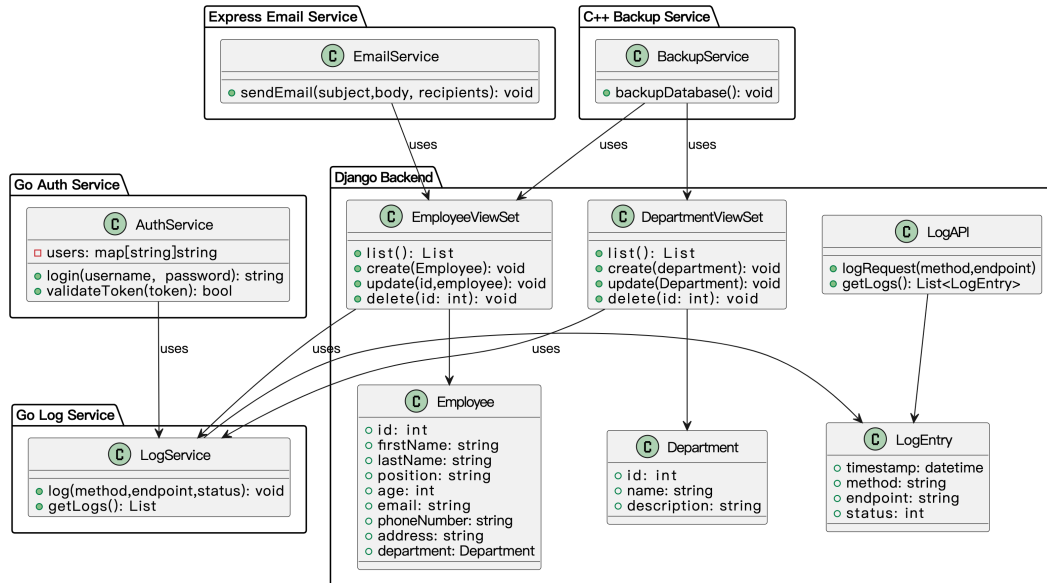 Express Email Service
C EmailService
sendEmail(subject,body, recipients): void
C++ Backup Service
C BackupService
backupDatabase(): void
uses
uses
uses
Go Auth Service
C AuthService
users: map[string]string
login(username, password): string
validateToken(token): bool
Django Backend
C EmployeeViewSet
list(): List
create(Employee): void
update(id,employee): void
delete(id: int): void
C DepartmentViewSet
list(): List
create(department): void
update(Department): void
delete(id: int): void
C LogAPI
logRequest(method,endpoint)
getLogs(): List<LogEntry>
uses
uses
uses
Go Log Service
C LogService
log(method,endpoint,status): void
getLogs(): List
C Employee
id: int
firstName: string
lastName: string
position: string
age: int
email: string
phoneNumber: string
address: string
department: Department
C Department
id: int
name: string
description: string
C LogEntry
timestamp: datetime
method: string
endpoint: string
status: int